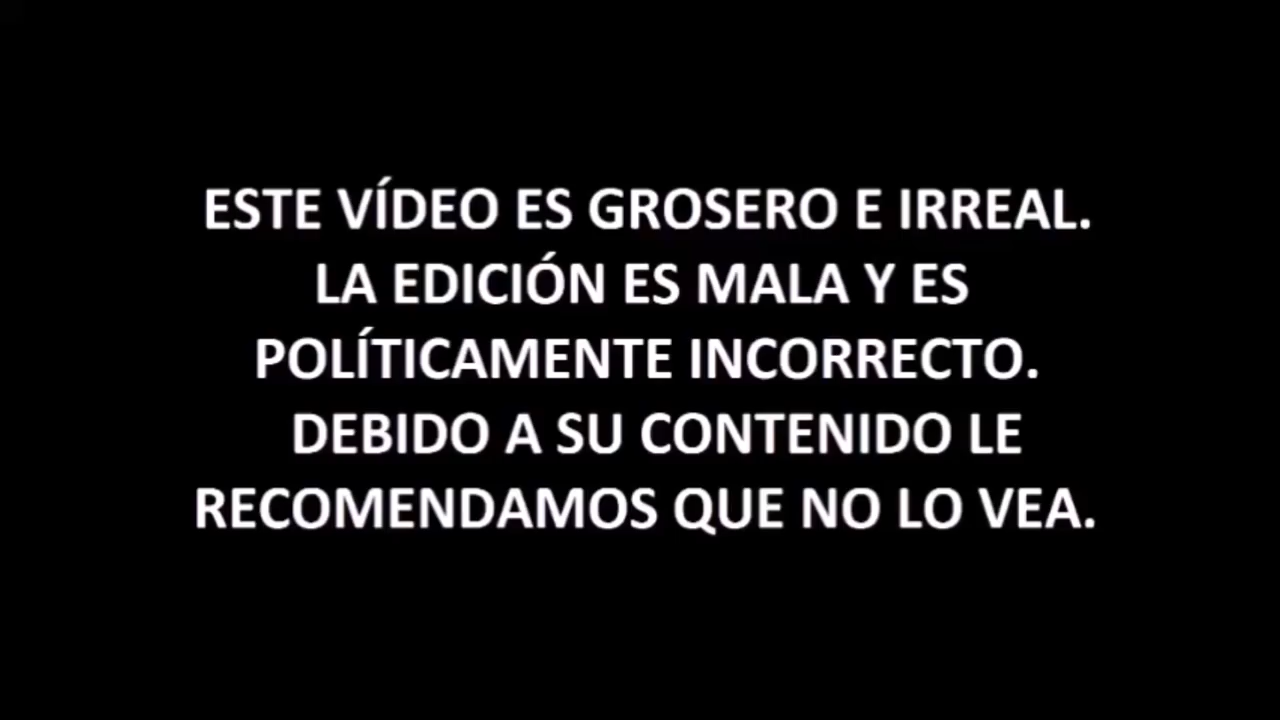 ESTE VÍDEO ES GROSERO E IRREAL.
LA EDICIÓN ES MALA Y ES
POLÍTICAMENTE INCORRECTO.
DEBIDO A SU CONTENIDO LE
RECOMENDAMOS QUE NO LO VEA.